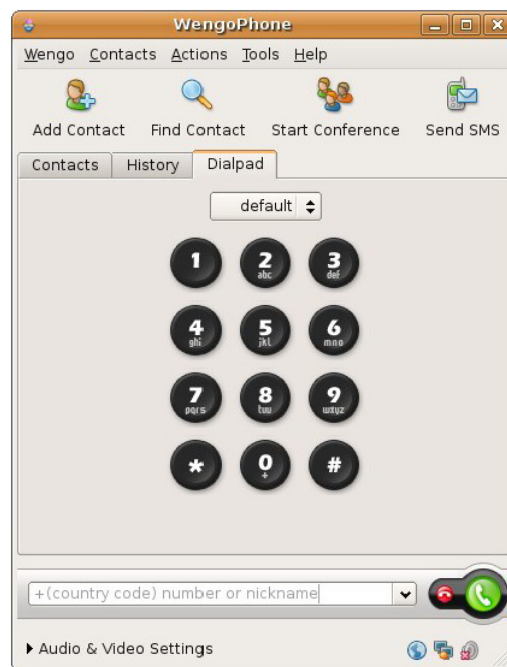 WengoPhone
Wengo Contacts Actions Tools Help
Add Contact Find Contact Start Conference Send SMS
Contacts History Dialpad
default
1 2 3
abc def
4 5 6
ghi jkl mno
7 8 9
pqrs tuv wxyz
* 0 #
+
+(country code) number or nickname
Audio & Video Settings